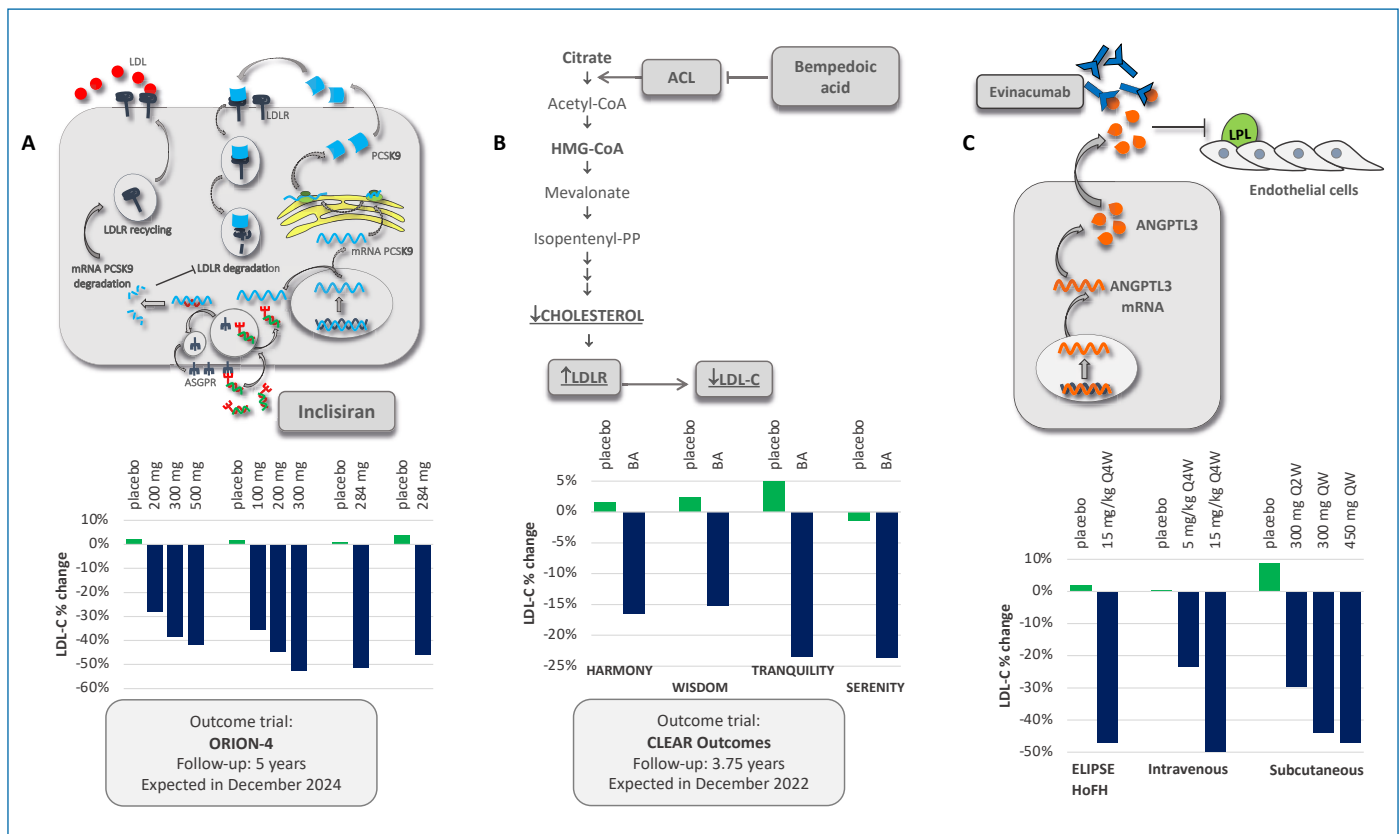 A
LDL
LDLR
PCSK9
LDLR recycling
mRNA PCSK9
degradation
LDLR degradation
mRNA PCSK9
ASGPR
Inclisiran
placebo
200 mg
300 mg
500 mg
placebo
100 mg
200 mg
300 mg
placebo
284 mg
placebo
284 mg
LDL-C % change
10%
0%
-10%
-20%
-30%
-40%
-50%
-60%
Outcome trial:
ORION-4
Follow-up: 5 years
Expected in December 2024
B
Citrate
ACL
Bempedoic
acid
Acetyl-CoA
HMG-CoA
Mevalonate
Isopentenyl-PP
↓CHOLESTEROL
↑LDLR
↓LDL-C
placebo
BA
placebo
BA
placebo
BA
placebo
BA
LDL-C % change
5%
0%
-5%
-10%
-15%
-20%
-25%
HARMONY
WISDOM
TRANQUILITY
SERENITY
Outcome trial:
CLEAR Outcomes
Follow-up: 3.75 years
Expected in December 2022
C
Evinacumab
LPL
Endothelial cells
ANGPTL3
ANGPTL3
mRNA
placebo
15 mg/kg Q4W
placebo
5 mg/kg Q4W
15 mg/kg Q4W
placebo
300 mg Q2W
300 mg QW
450 mg QW
LDL-C % change
10%
0%
-10%
-20%
-30%
-40%
-50%
ELIPSE
HoFH
Intravenous
Subcutaneous